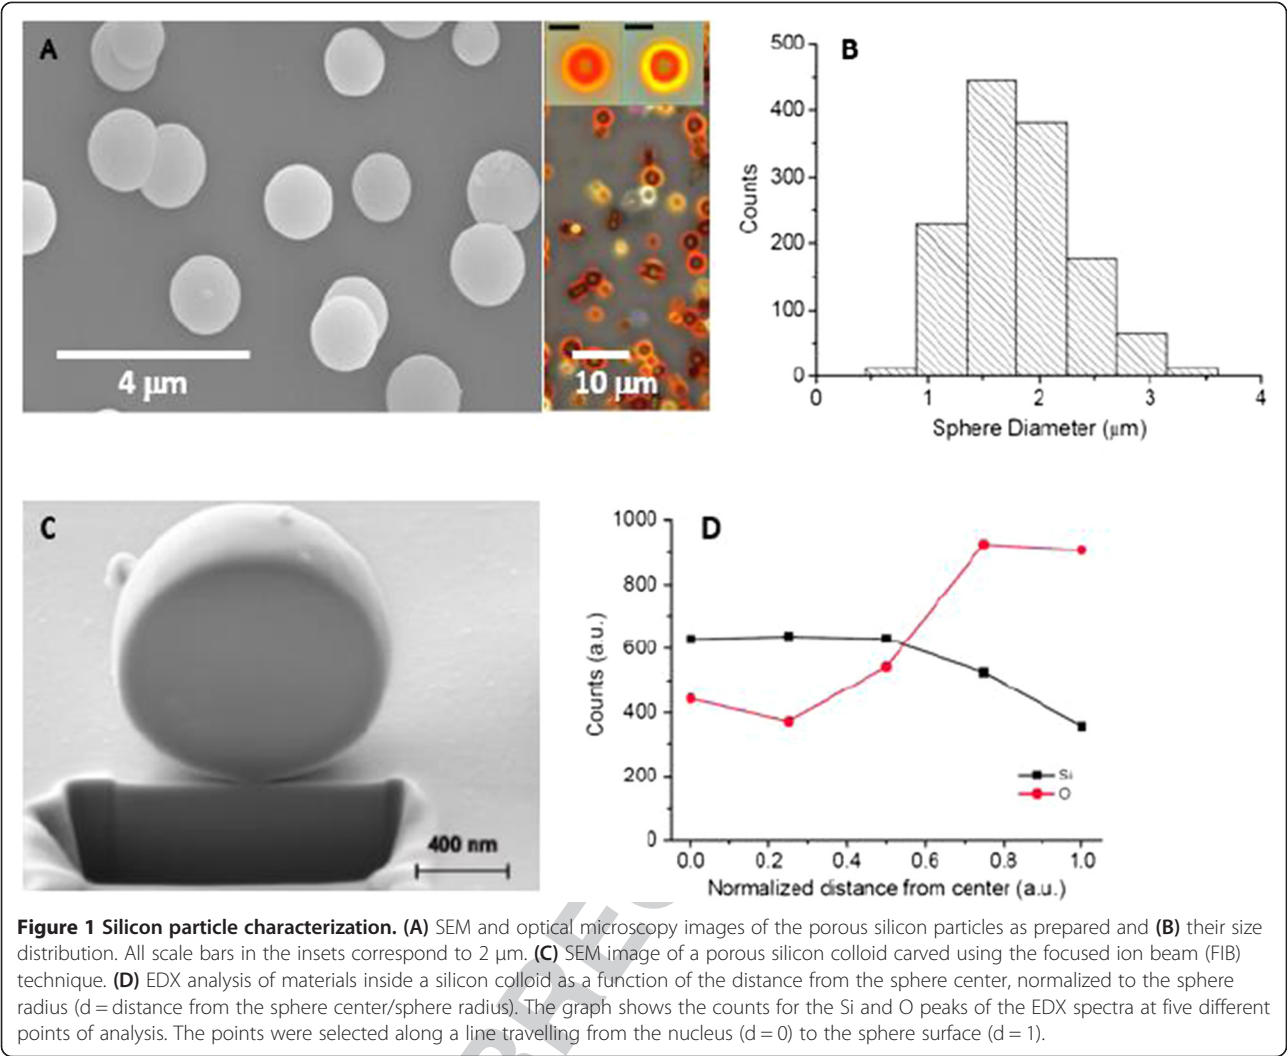 A
4 μm
10 μm
B
500
400
300
200
100
0
Counts
0 1 2 3 4
Sphere Diameter (μm)
C
400 nm
D
1000
800
600
400
200
0
Counts (a.u.)
Si
O
0.0 0.2 0.4 0.6 0.8 1.0
Normalized distance from center (a.u.)
Figure 1 Silicon particle characterization. (A) SEM and optical microscopy images of the porous silicon particles as prepared and (B) their size
distribution. All scale bars in the insets correspond to 2 μm. (C) SEM image of a porous silicon colloid carved using the focused ion beam (FIB)
technique. (D) EDX analysis of materials inside a silicon colloid as a function of the distance from the sphere center, normalized to the sphere
radius (d = distance from the sphere center/sphere radius). The graph shows the counts for the Si and O peaks of the EDX spectra at five different
points of analysis. The points were selected along a line travelling from the nucleus (d = 0) to the sphere surface (d = 1).